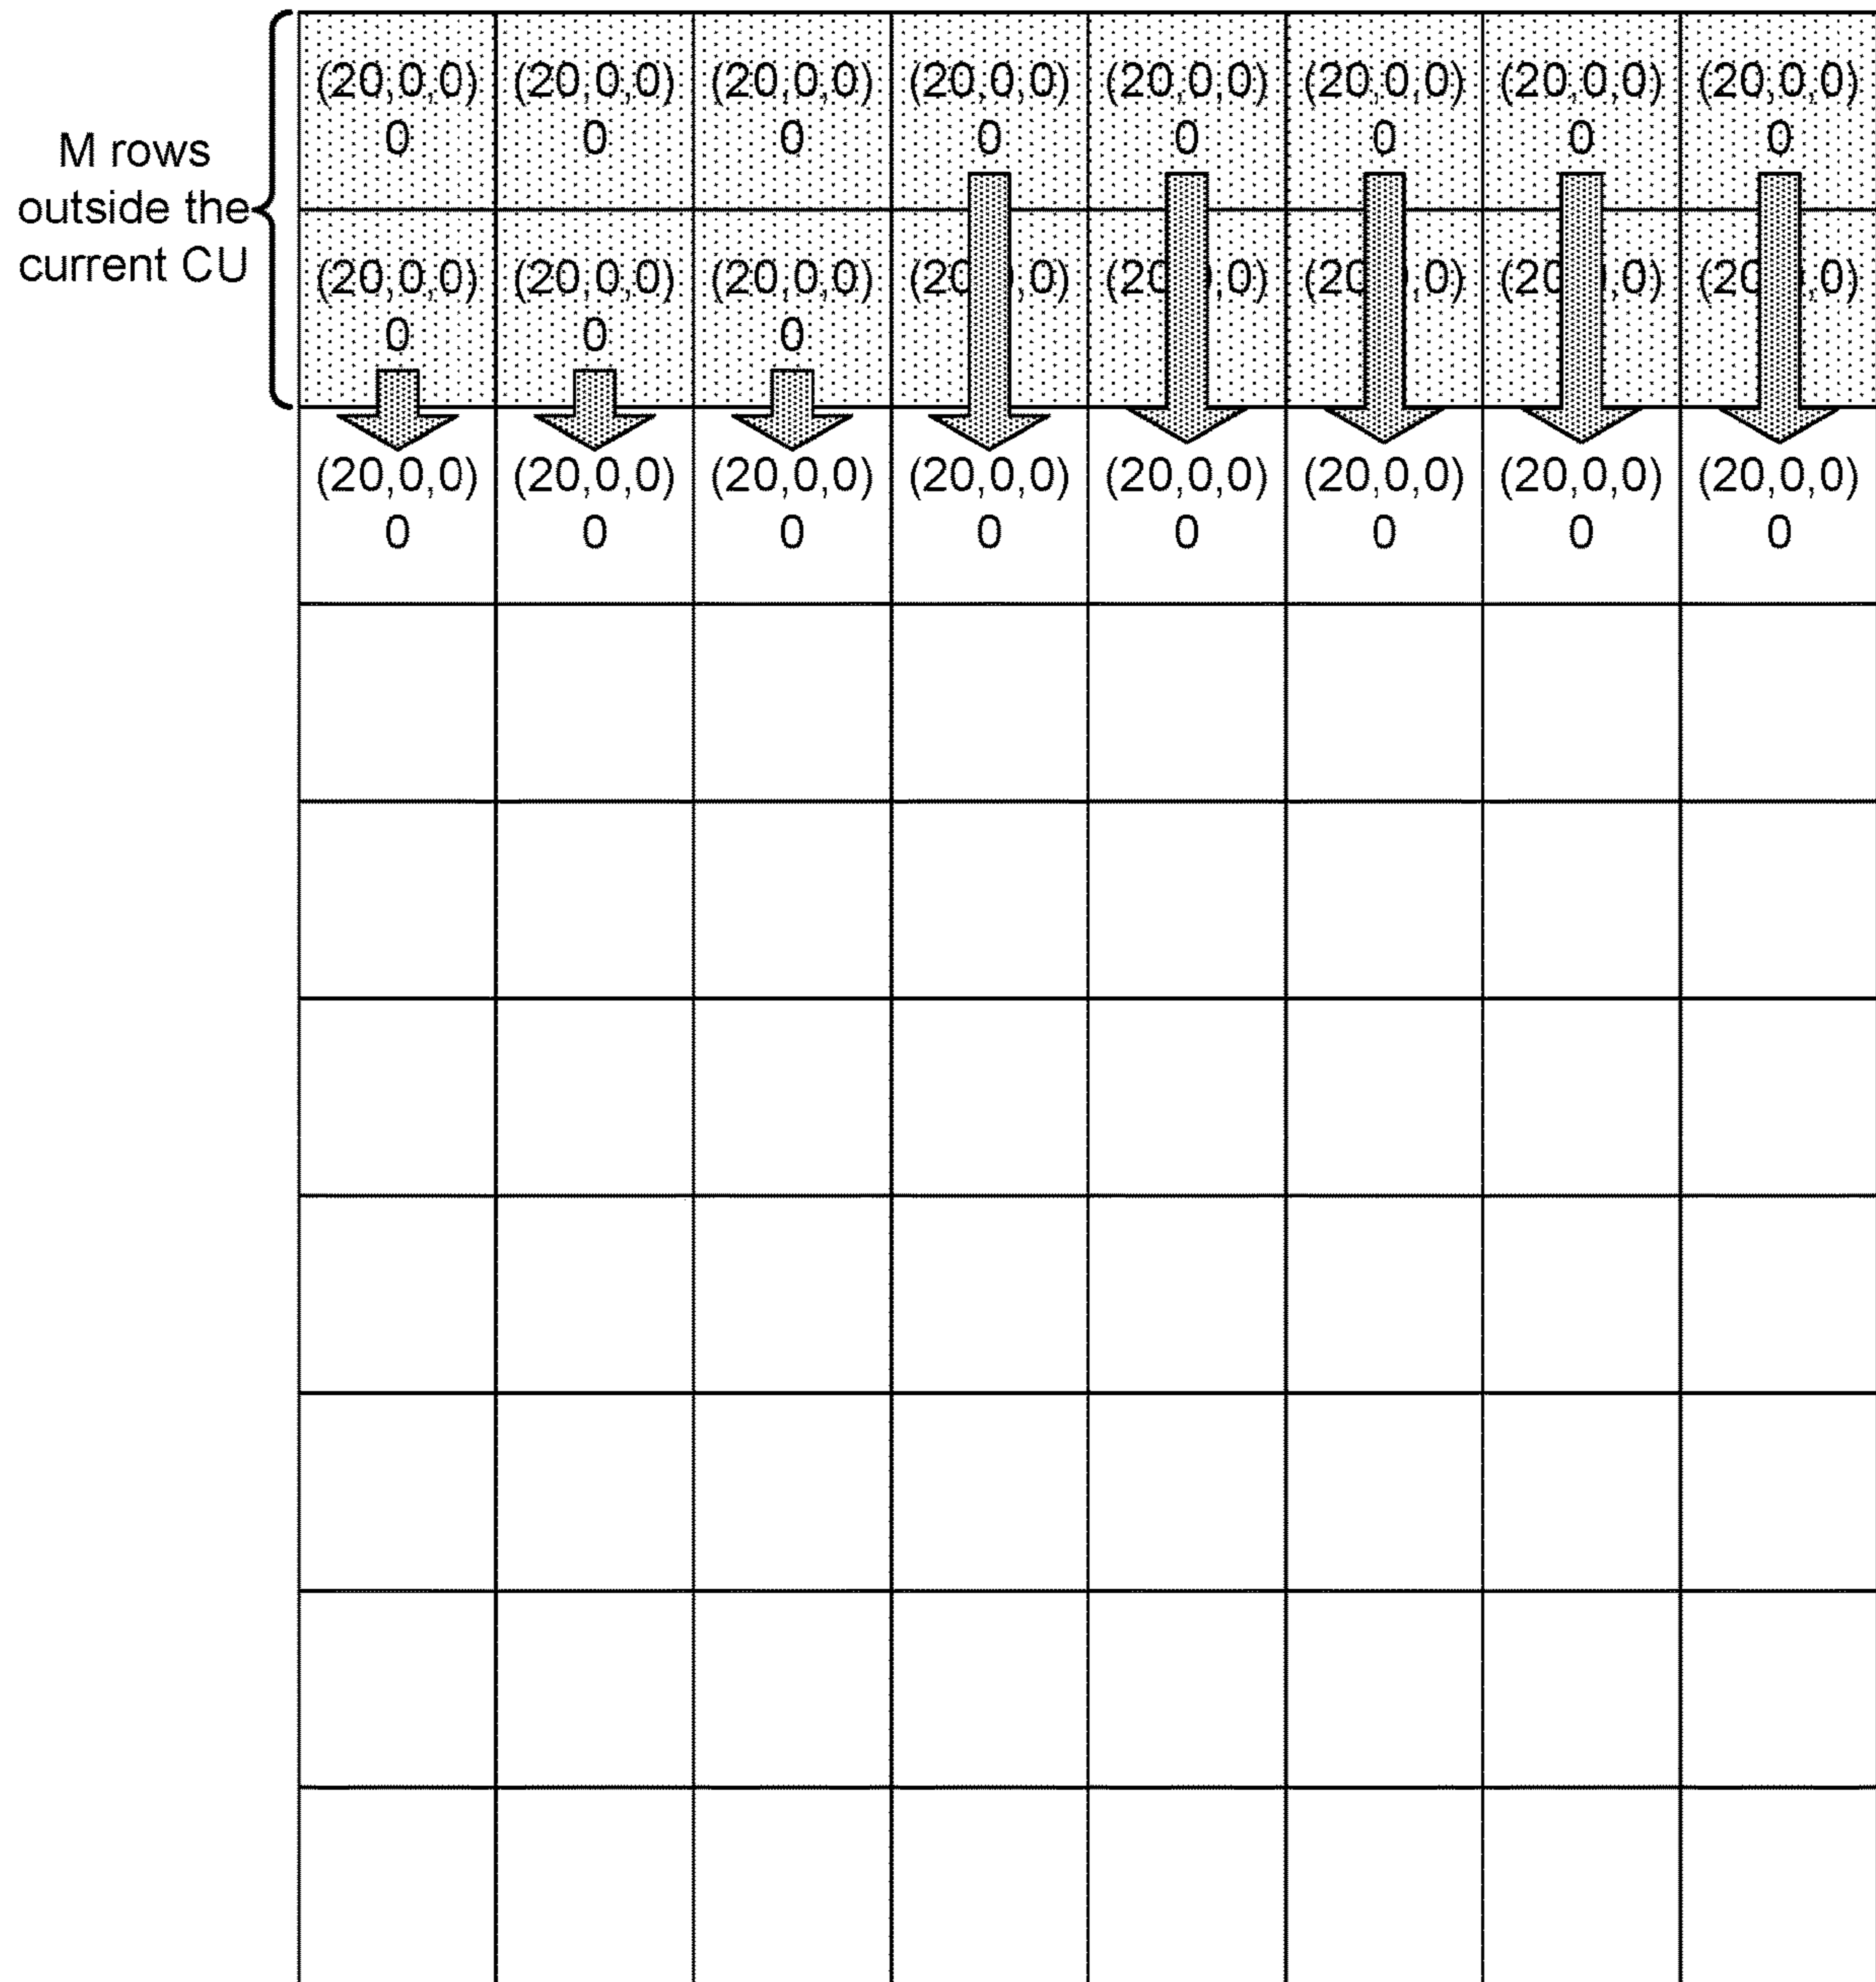 M rows
outside the
current CU
(20,0,0) (20,0,0) (20,0,0) (20,0,0) (20,0,0) (20,0,0) (20,0,0) (20,0,0)
0 0 0 0 0 0 0 0
(20,0,0) (20,0,0) (20,0,0)
0 0 0
(20,0,0) (20,0,0) (20,0,0) (20,0,0) (20,0,0) (20,0,0) (20,0,0) (20,0,0)
0 0 0 0 0 0 0 0